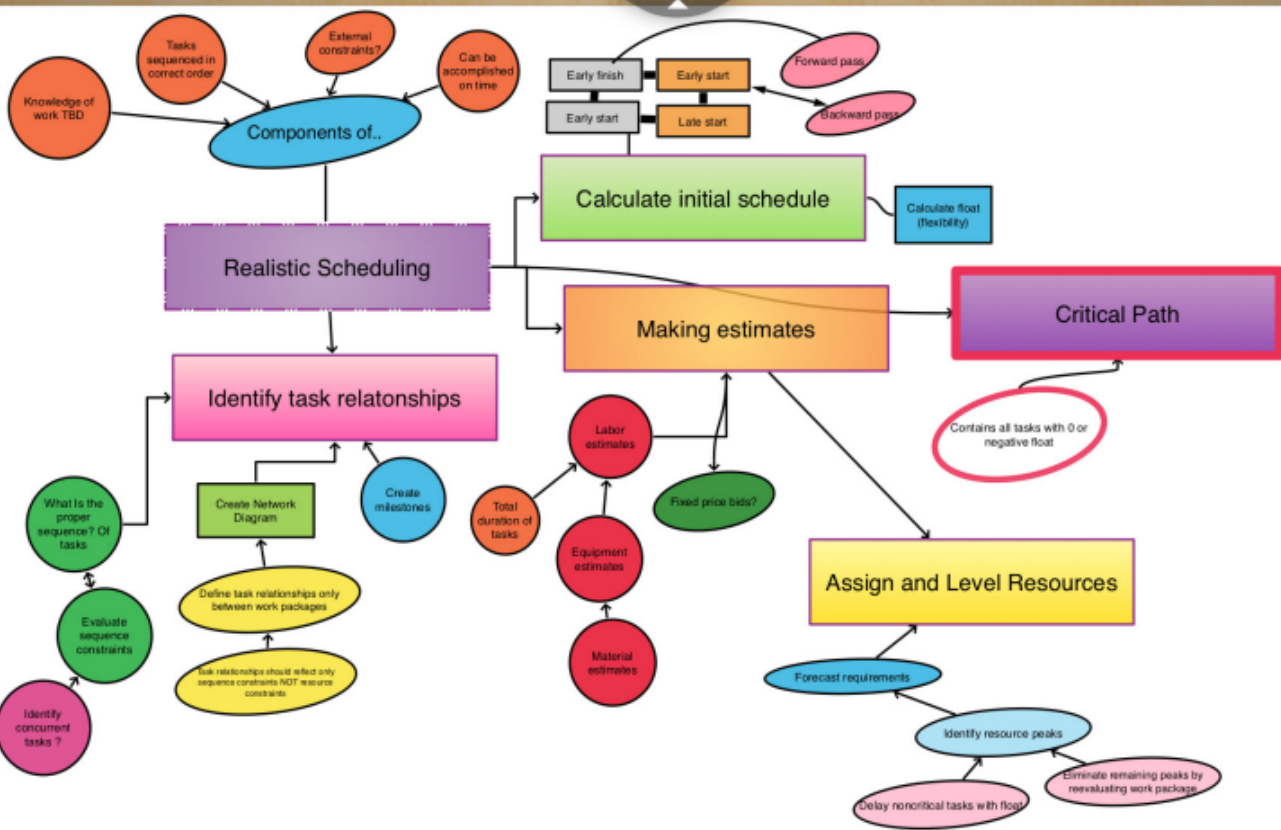 Knowledge of
work TBD
Tasks
sequenced in
correct order
External
constraints?
Can be
accomplished
on time
Components of..
Early finish
Early start
Early start
Late start
Forward pass
Backward pass
Calculate initial schedule
Calculate float
(flexibility)
Realistic Scheduling
Making estimates
Critical Path
Identify task relatonships
Contains all tasks with 0 or
negative float
Labor
estimates
Total
duration of
tasks
Fixed price bids?
Equipment
estimates
Material
estimates
What Is the
proper
sequence? Of
tasks
Create Network
Diagram
Create
milestones
Evaluate
sequence
constraints
Define task relationships only
between work packages
Task relationships should reflect only
sequence constraints NOT resource
constraints
Identify
concurrent
tasks ?
Assign and Level Resources
Forecast requirements
Identify resource peaks
Delay noncritical tasks with float
Eliminate remaining peaks by
reevaluating work package